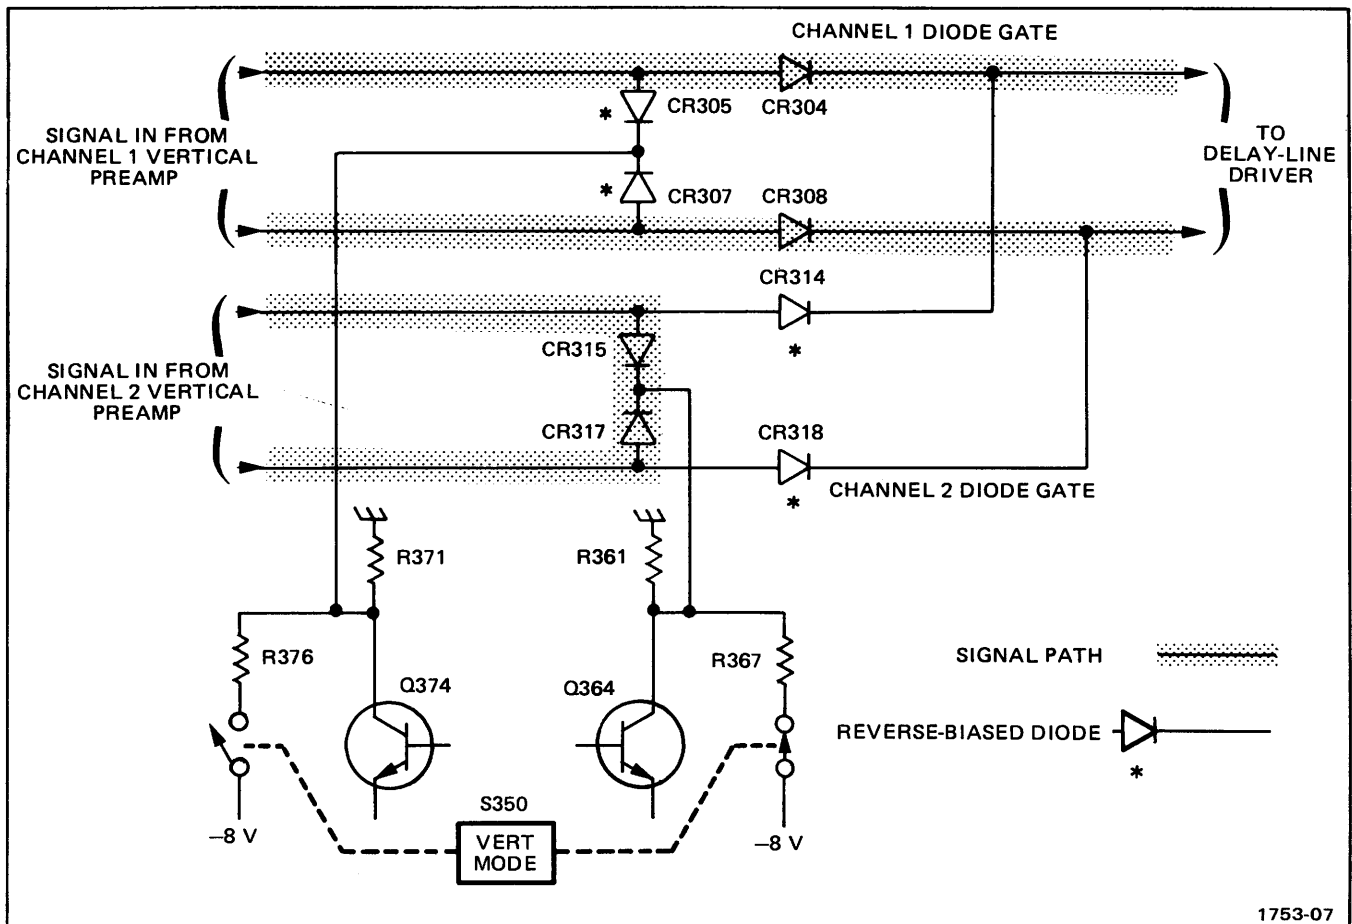 CHANNEL 1 DIODE GATE
CR305
CR304
*
SIGNAL IN FROM
CHANNEL 1 VERTICAL
PREAMP
TO
DELAY-LINE
DRIVER
*
CR307
CR308
CR314
CR315
*
SIGNAL IN FROM
CHANNEL 2 VERTICAL
PREAMP
CR317
CR318
*
CHANNEL 2 DIODE GATE
R371
R361
R376
R367
SIGNAL PATH
Q374
Q364
REVERSE-BIASED DIODE
*
S350
VERT
MODE
–8 V
–8 V
1753-07